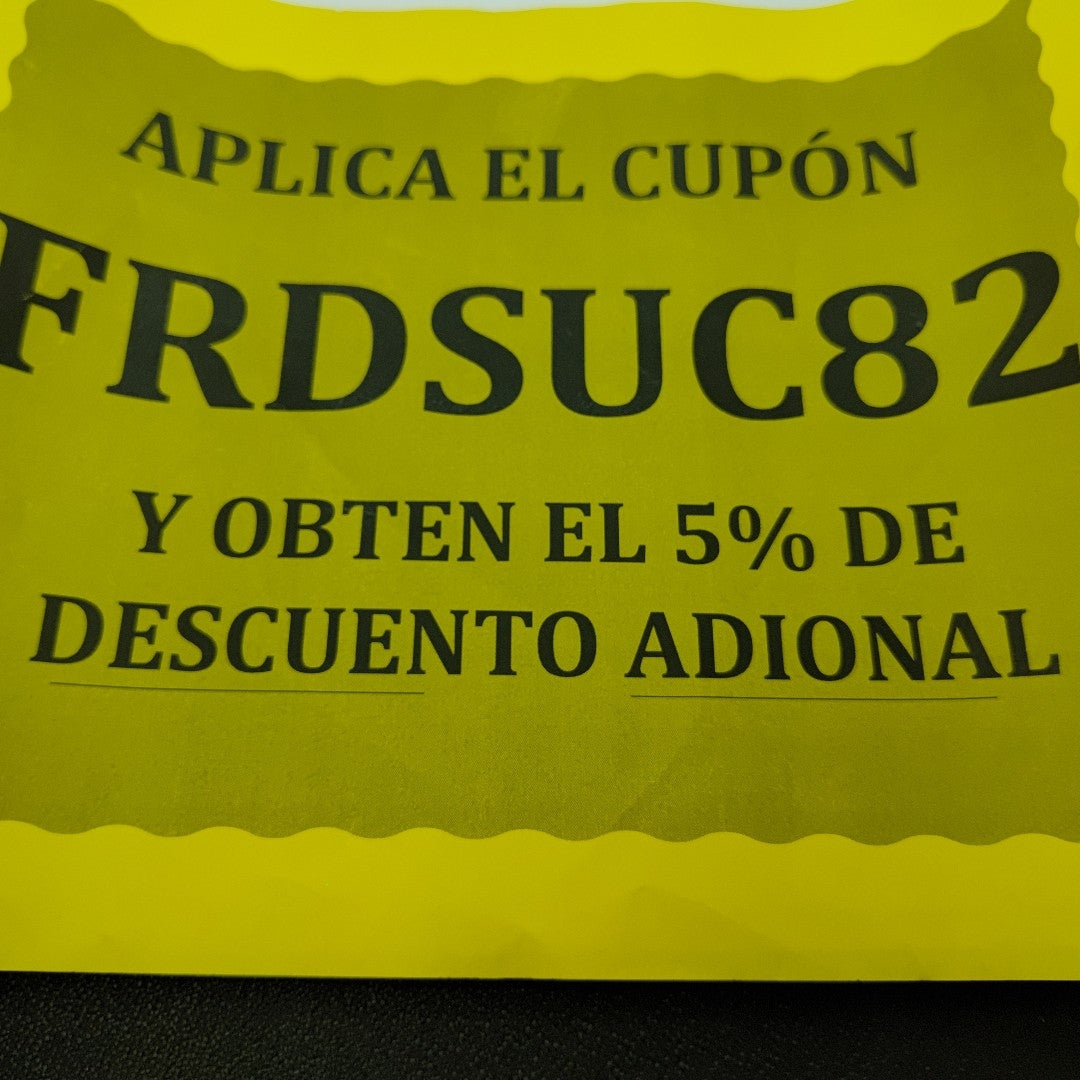 APLICA EL CUPÓN
FRDSUC82
Y OBTEN EL 5% DE
DESCUENTO ADIONAL